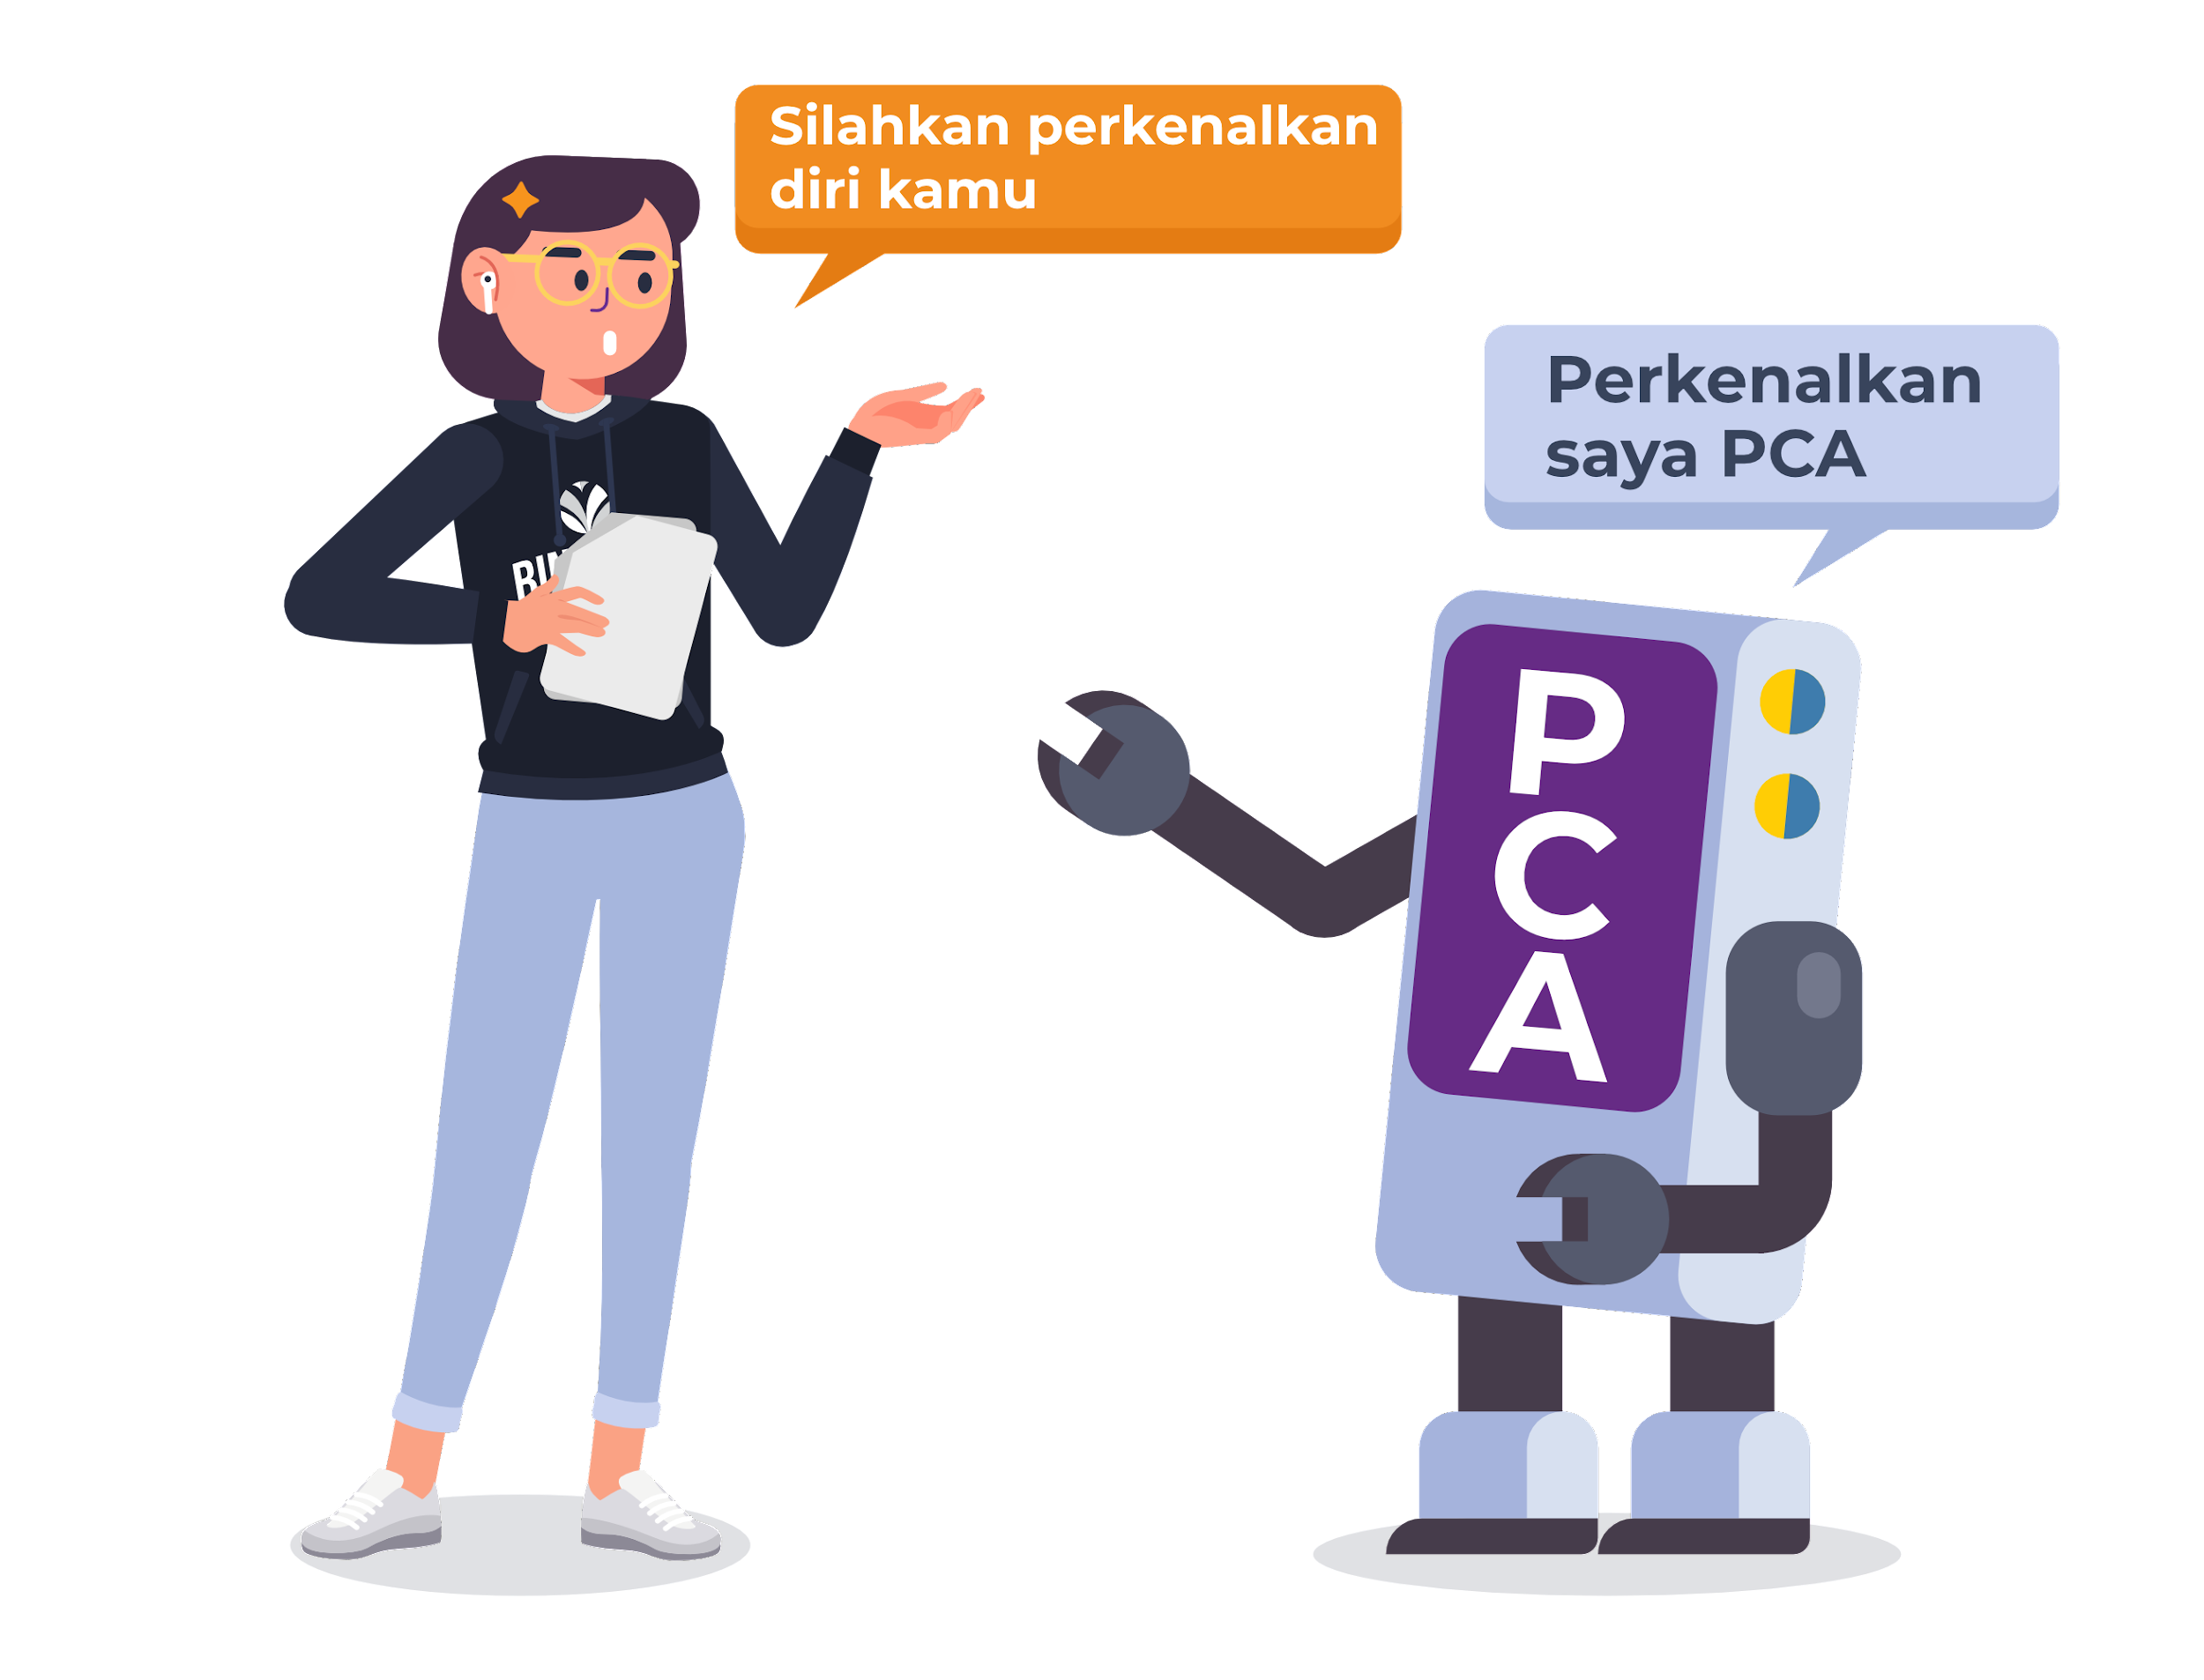 Silahkan perkenalkan
diri kamu
Perkenalkan
saya PCA
P
C
A